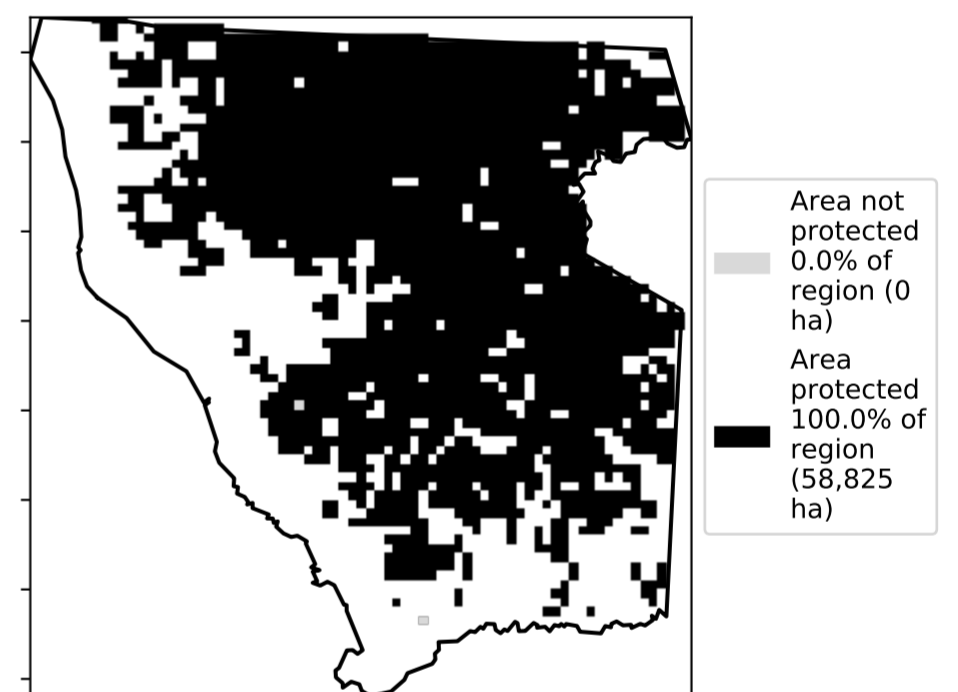 Area not
protected
0.0% of
region (0
ha)
Area
protected
100.0% of
region
(58,825
ha)